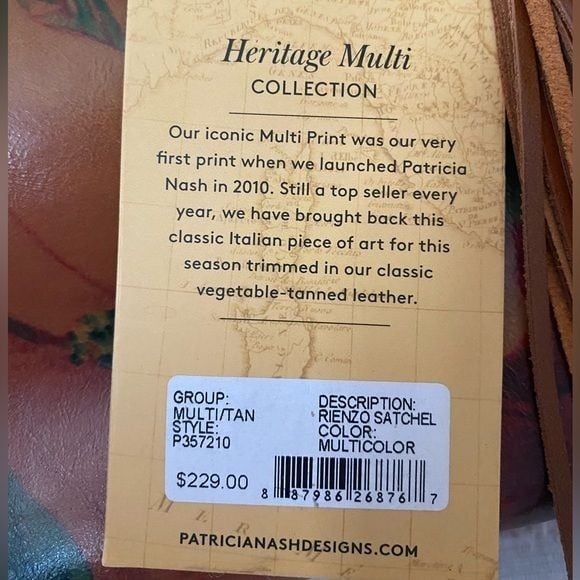 Heritage Multi
COLLECTION
Our iconic Multi Print was our very
first print when we launched Patricia
Nash in 2010. Still a top seller every
year, we have brought back this
classic Italian piece of art for this
season trimmed in our classic
vegetable-tanned leather.
GROUP:
MULTI/TAN
STYLE:
P357210
DESCRIPTION:
RIENZO SATCHEL
COLOR:
MULTICOLOR
$229.00
8 87986 26876 7
PATRICIANASHDESIGNS.COM